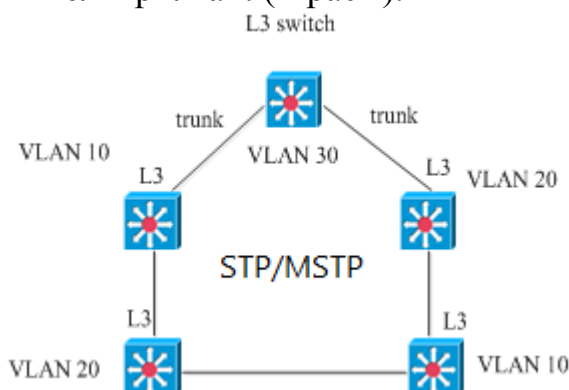 L3 switch
trunk
trunk
VLAN 10
VLAN 30
L3
L3
VLAN 20
STP/MSTP
L3
L3
VLAN 20
VLAN 10